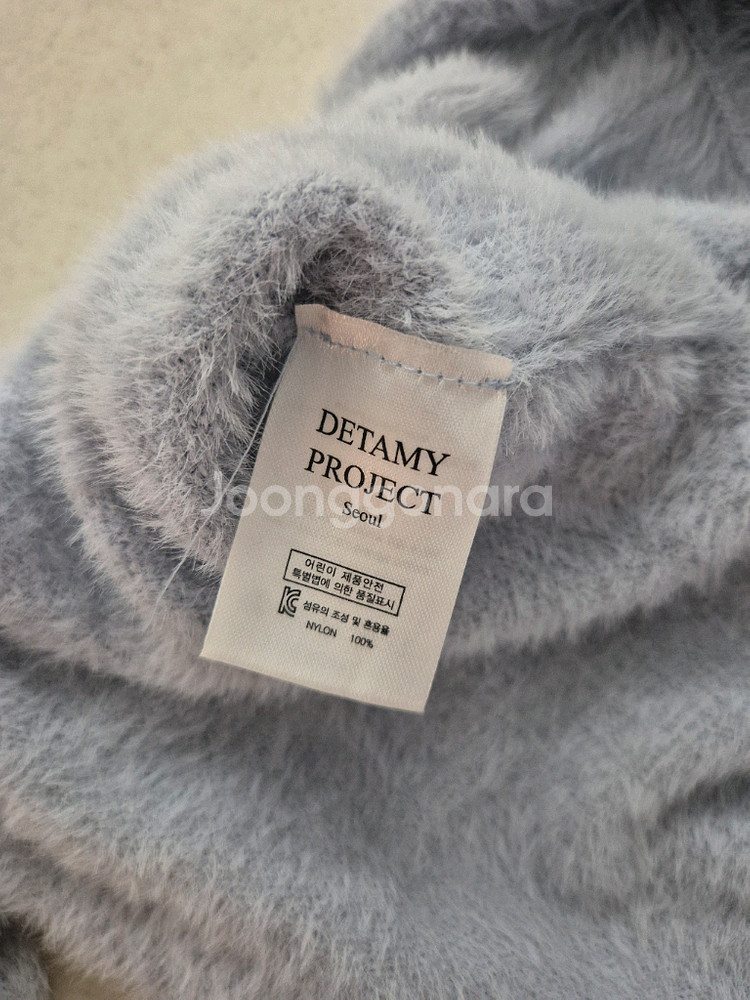 DETAMY
PROJECT
Seoul
어린이 제품안전
특별법에 의한 품질표시
섬유의 조성 및 혼용율
NYLON 100%
Joonggonara